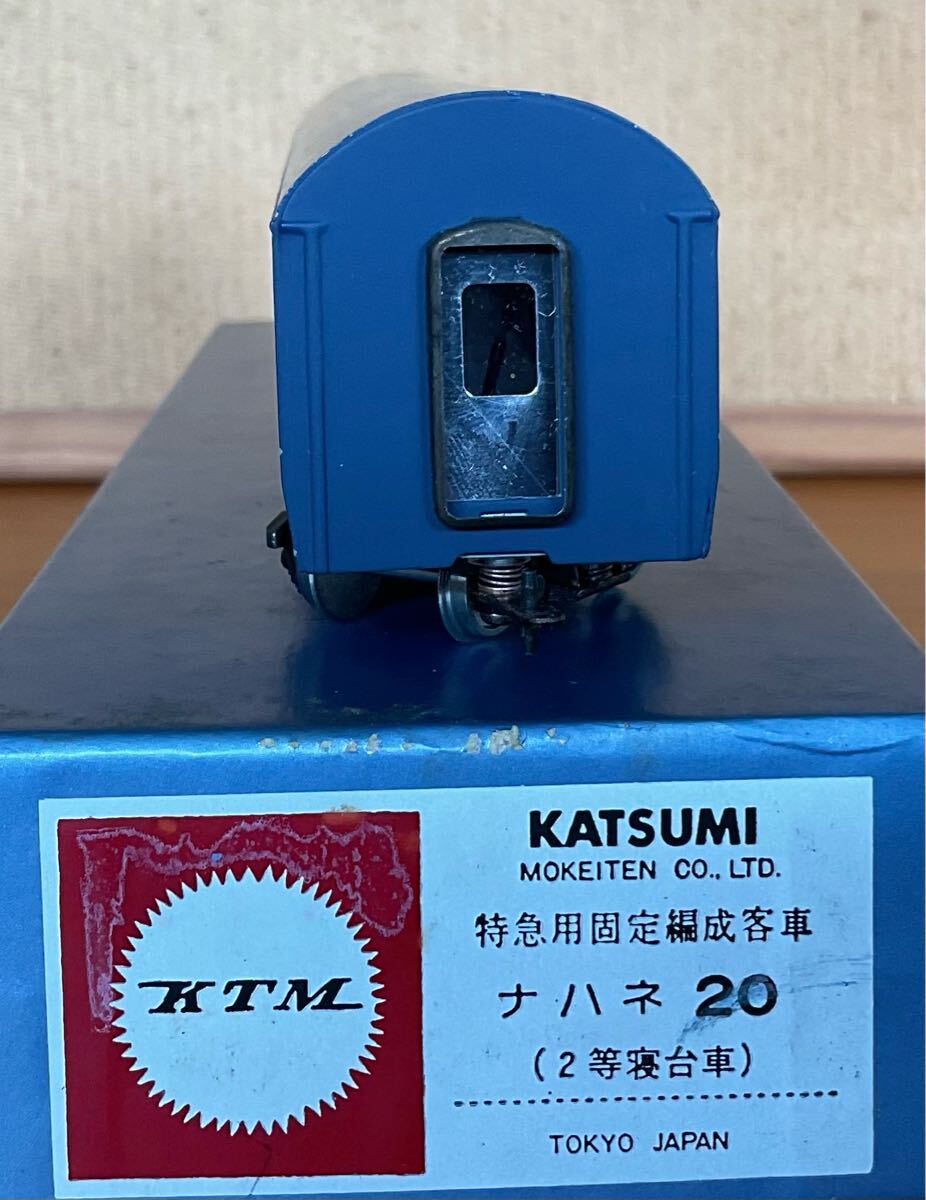 KTM
KATSUMI
MOKEITEN CO., LTD.
特急用固定編成客車
ナハネ 20
(2等寝台車)
TOKYO JAPAN